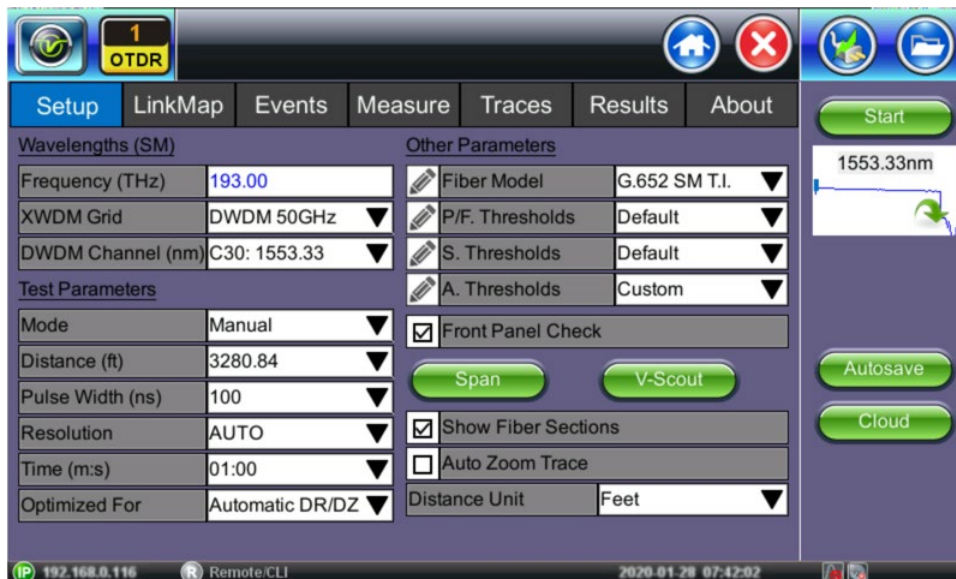 1
OTDR
Setup LinkMap Events Measure Traces Results About
Start
Wavelengths (SM)
Frequency (THz) 193.00
XWDM Grid DWDM 50GHz
DWDM Channel (nm) C30: 1553.33
Test Parameters
Mode Manual
Distance (ft) 3280.84
Pulse Width (ns) 100
Resolution AUTO
Time (m:s) 01:00
Optimized For Automatic DR/DZ
Other Parameters
Fiber Model G.652 SM T.I.
P/F. Thresholds Default
S. Thresholds Default
A. Thresholds Custom
Front Panel Check
Span V-Scout
Show Fiber Sections
Auto Zoom Trace
Distance Unit Feet
1553.33nm
Autosave
Cloud
IP 192.168.0.116 R Remote/CLI 2020-01-28 07:42:02